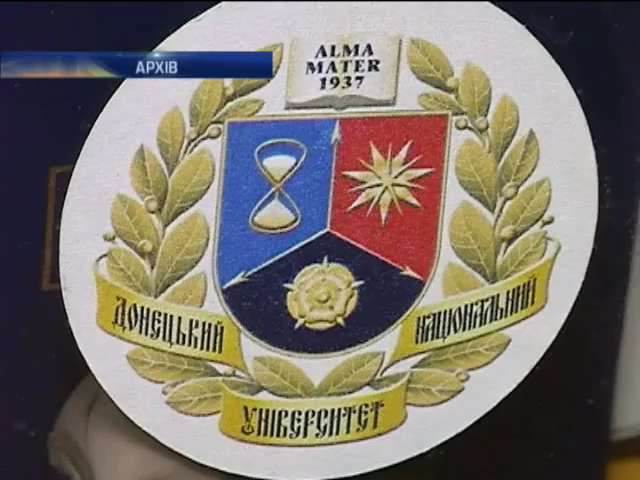 АРХІВ
ALMA
MATER
1937
ДОНЕЦЬКИЙ
НАЦІОНАЛЬНИЙ
УНІВЕРСИТЕТ